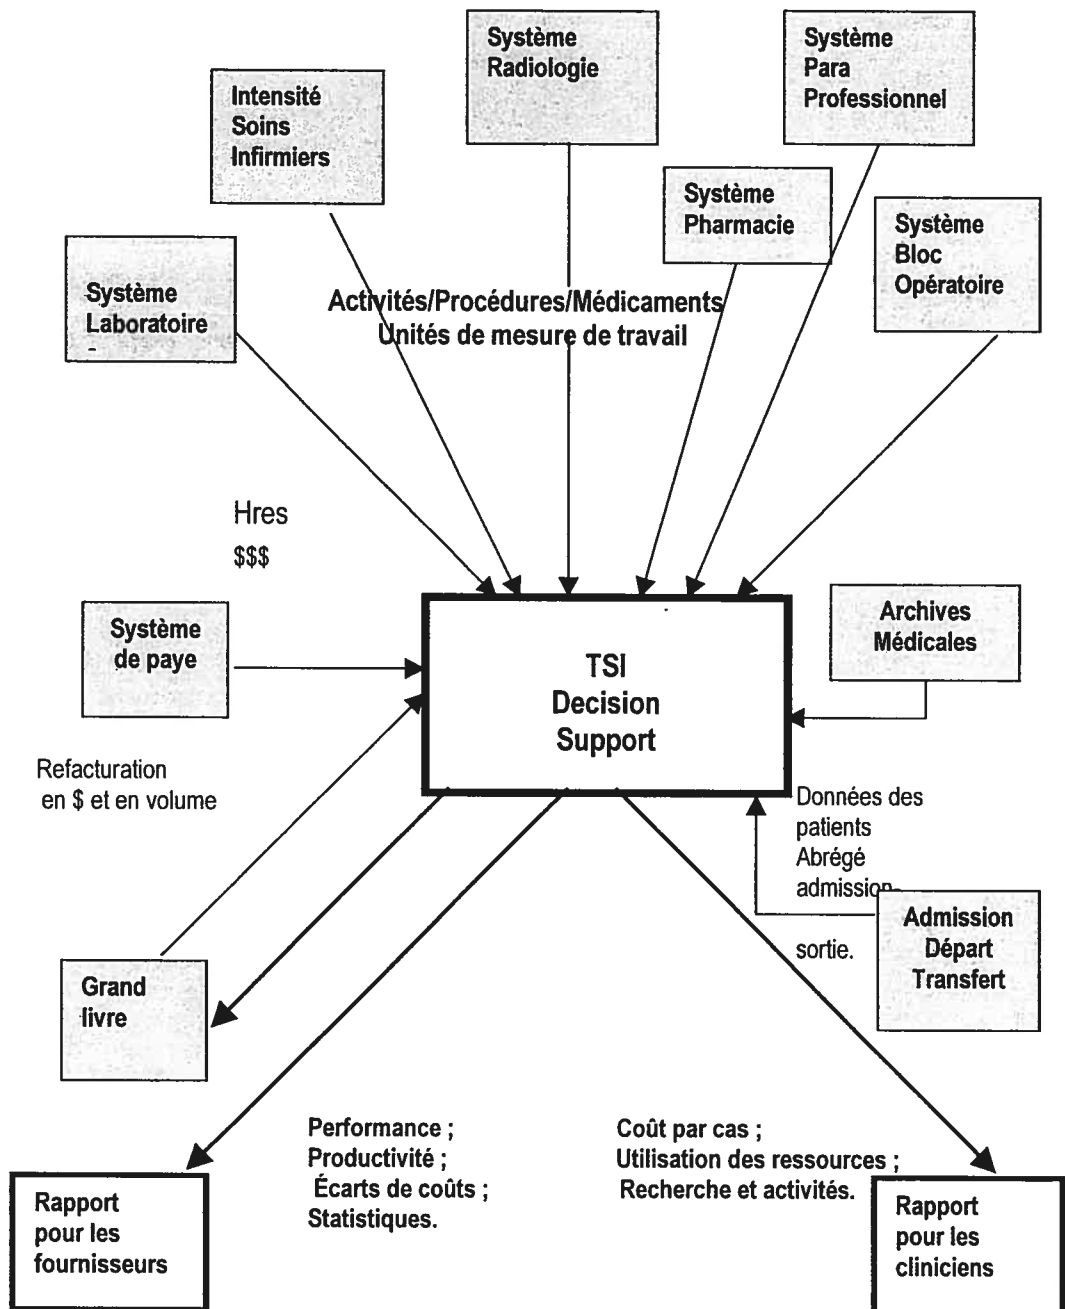 Système
Radiologie
Système
Para
Professionnel
Intensité
Soins
Infirmiers
Système
Pharmacie
Système
Bloc
Opératoire
Système
Laboratoire
Activités/Procédures/Médicaments
Unités de mesure de travail
Hres
$$$
Système
de paye
TSI
Decision
Support
Archives
Médicales
Refacturation
en $ et en volume
Données des
patients
Abrégé
admission-
sortie.
Admission
Départ
Transfert
Grand
livre
Performance ;
Productivité ;
Écarts de coûts ;
Statistiques.
Coût par cas ;
Utilisation des ressources ;
Recherche et activités.
Rapport
pour les
fournisseurs
Rapport
pour les
cliniciens